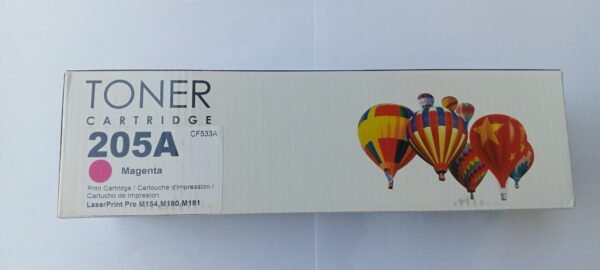 TONER
CARTRIDGE
205A CF533A
Magenta
Print Cartridge / Cartouche d'impression /
Cartucho de impresion
LaserPrint Pro M154,M180,M181